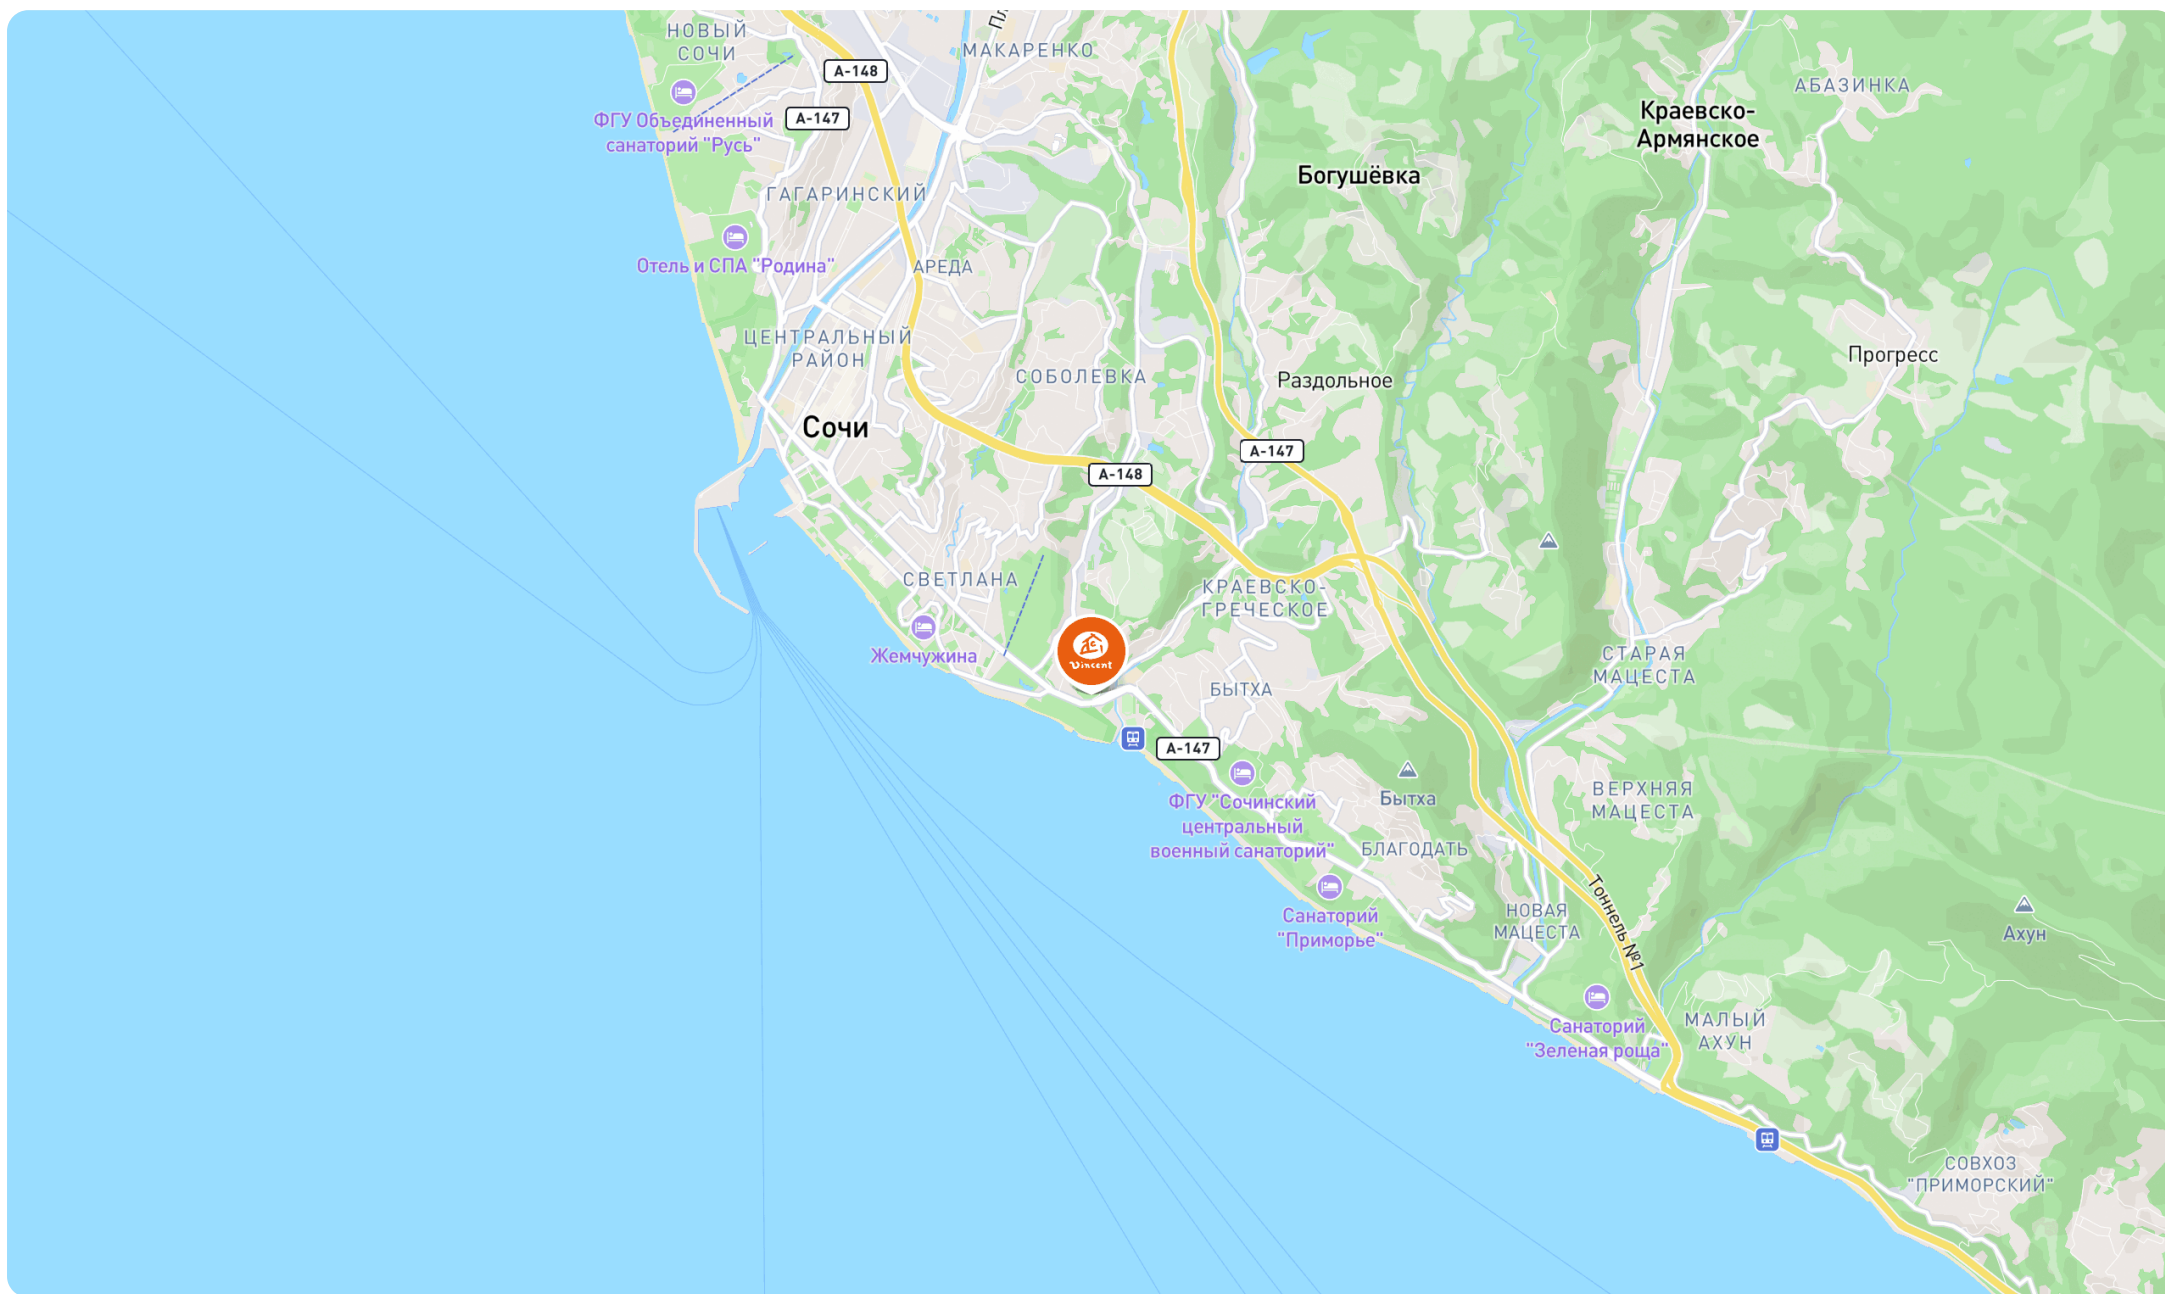 НОВЫЙ
СОЧИ
МАКАРЕНКО
А-148
АБАЗИНКА
ФГУ Объединенный
санаторий "Русь"
А-147
Краевско-
Армянское
Богушёвка
ГАГАРИНСКИЙ
Отель и СПА "Родина"
АРЕДА
ЦЕНТРАЛЬНЫЙ
РАЙОН
Прогресс
СОБОЛЕВКА
Раздольное
Сочи
А-147
А-148
СВЕТЛАНА
КРАЕВСКО-
ГРЕЧЕСКОЕ
Vincent
Жемчужина
СТАРАЯ
МАЦЕСТА
БЫТХА
А-147
ФГУ "Сочинский
центральный
военный санаторий"
Бытха
ВЕРХНЯЯ
МАЦЕСТА
БЛАГОДАТЬ
Тоннель №1
Санаторий
"Приморье"
НОВАЯ
МАЦЕСТА
Ахун
Санаторий
"Зеленая роща"
МАЛЫЙ
АХУН
СОВХОЗ
"ПРИМОРСКИЙ"